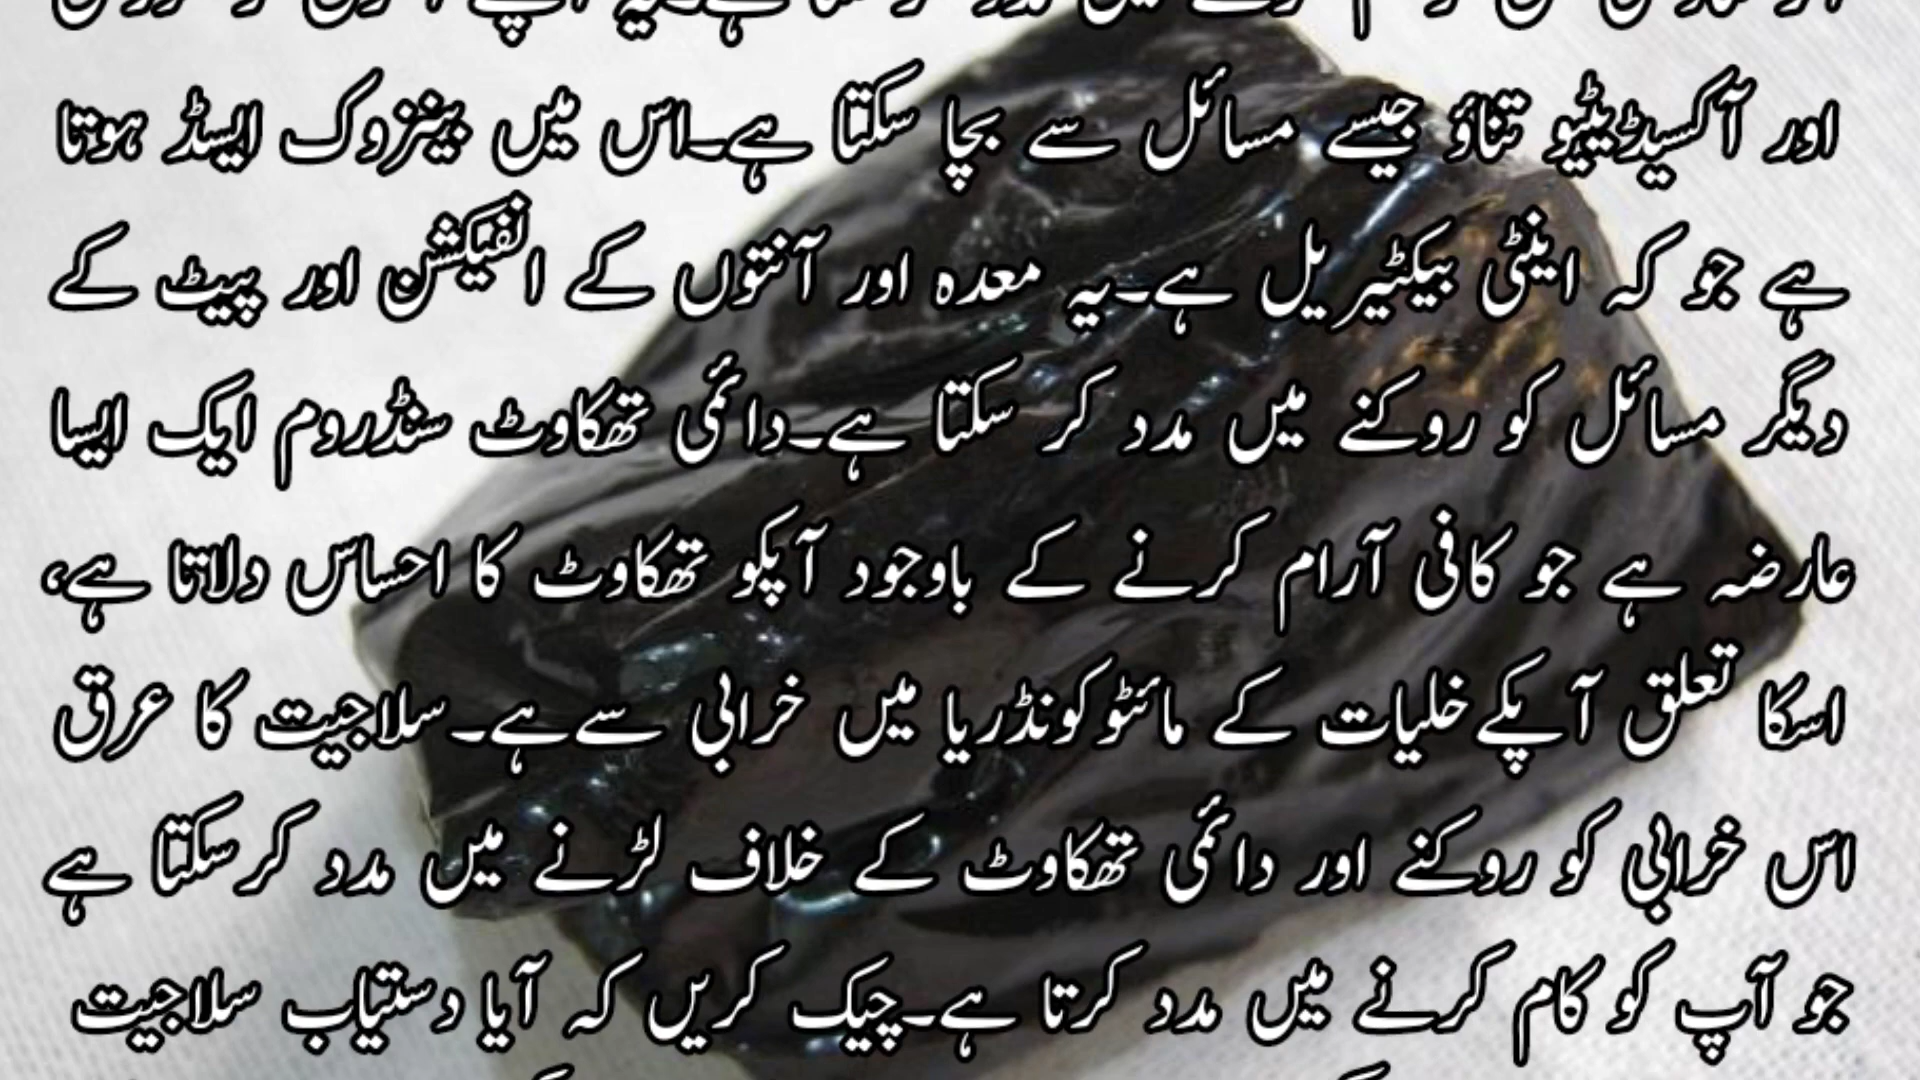 اور آکسیڈیٹیو تناؤ جیسے مسائل سے بچا سکتا ہے۔اس میں بینزوک ایسڈ ہوتا
ہے جو کہ اینٹی بیکٹیریل ہے۔یہ معدہ اور آنتوں کے انفیکشن اور پیٹ کے
دیگر مسائل کو روکنے میں مدد کر سکتا ہے۔دائمی تھکاوٹ سنڈروم ایک ایسا
عارضہ ہے جو کافی آرام کرنے کے باوجود آپکو تھکاوٹ کا احساس دلاتا ہے،
اسکا تعلق آپکے خلیات کے مائٹوکونڈریا میں خرابی سے ہے۔سلاجیت کا عرق
اس خرابی کو روکنے اور دائمی تھکاوٹ کے خلاف لڑنے میں مدد کرسکتا ہے
جو آپ کو کام کرنے میں مدد کرتا ہے۔چیک کریں کہ آیا دستیاب سلاجیت